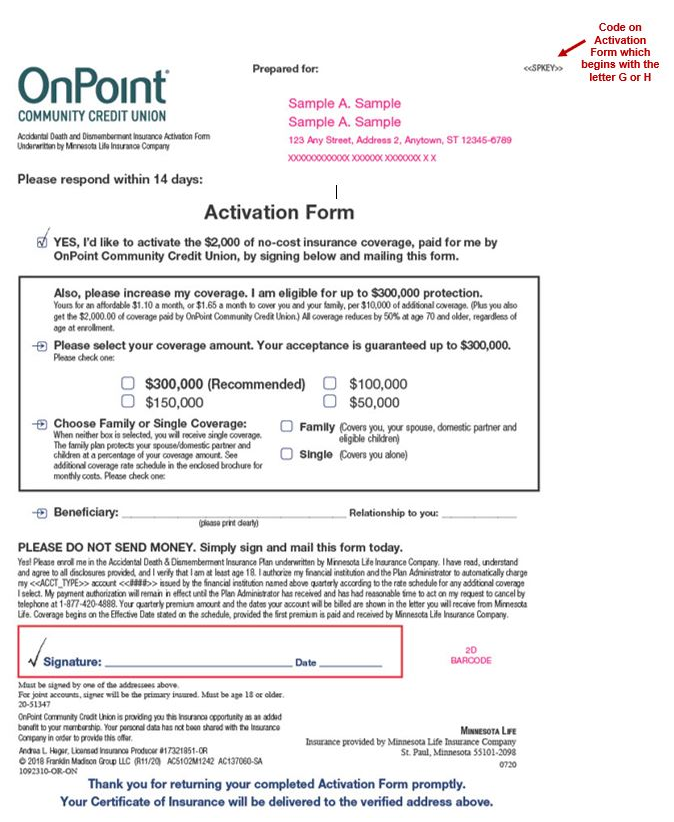 Code on
Activation
Form which
begins with the
letter G or H
Prepared for:
<<SPKEY>>
OnPoint
COMMUNITY CREDIT UNION
Accidental Death and Dismemberment Insurance Activation Form
Underwritten by Minnesota Life Insurance Company
Sample A. Sample
Sample A. Sample
123 Any Street, Address 2, Anytown, ST 12345-6789
XXXXXXXXXXXX XXXXXX XXXXXXX X X
Please respond within 14 days:
Activation Form
YES, I'd like to activate the $2,000 of no-cost insurance coverage, paid for me by
OnPoint Community Credit Union, by signing below and mailing this form.
Also, please increase my coverage. I am eligible for up to $300,000 protection.
Yours for an affordable $1.10 a month, or $1.65 a month to cover you and your family, per $10,000 of additional coverage. (Plus you also
get the $2,000.00 of coverage paid by OnPoint Community Credit Union.) All coverage reduces by 50% at age 70 and older, regardless of
age at enrollment.
Please select your coverage amount. Your acceptance is guaranteed up to $300,000.
Please check one:
$300,000 (Recommended)
$100,000
$150,000
$50,000
Choose Family or Single Coverage:
When neither box is selected, you will receive single coverage.
The family plan protects your spouse/domestic partner and
children at a percentage of your coverage amount. See
additional coverage rate schedule in the enclosed brochure for
monthly costs. Please check one:
Family (Covers you, your spouse, domestic partner and
eligible children)
Single (Covers you alone)
Beneficiary: Relationship to you:
(please print clearly)
PLEASE DO NOT SEND MONEY. Simply sign and mail this form today.
Yes! Please enroll me in the Accidental Death & Dismemberment Insurance Plan underwritten by Minnesota Life Insurance Company. I have read, understand
and agree to all disclosures provided, and I verify that I am at least age 18. I authorize my financial institution and the Plan Administrator to automatically charge
my <<ACCT_TYPE>> account <<####>> issued by the financial institution named above quarterly according to the rate schedule for any additional coverage
I select. My payment authorization will remain in effect until the Plan Administrator has received and has had reasonable time to act on my request to cancel by
telephone at 1-877-420-4888. Your quarterly premium amount and the dates your account will be billed are shown in the letter you will receive from Minnesota
Life. Coverage begins on the Effective Date stated on the schedule, provided the first premium is paid and received by Minnesota Life Insurance Company.
Signature: Date
2D
BARCODE
Must be signed by one of the addressees above.
For joint accounts, signer will be the primary insured. Must be age 18 or older.
20-51347
OnPoint Community Credit Union is providing you this Insurance opportunity as an added
benefit to your membership. Your personal data has not been shared with the Insurance
Company in order to provide this offer.
Andrea L. Heger, Licensed Insurance Producer #17321851-OR
© 2018 Franklin Madison Group LLC (R11/20) ACS102M1242 AC137060-SA
1092310-OR-ON
MINNESOTA LIFE
Insurance provided by Minnesota Life Insurance Company
St. Paul, Minnesota 55101-2098
0720
Thank you for returning your completed Activation Form promptly.
Your Certificate of Insurance will be delivered to the verified address above.